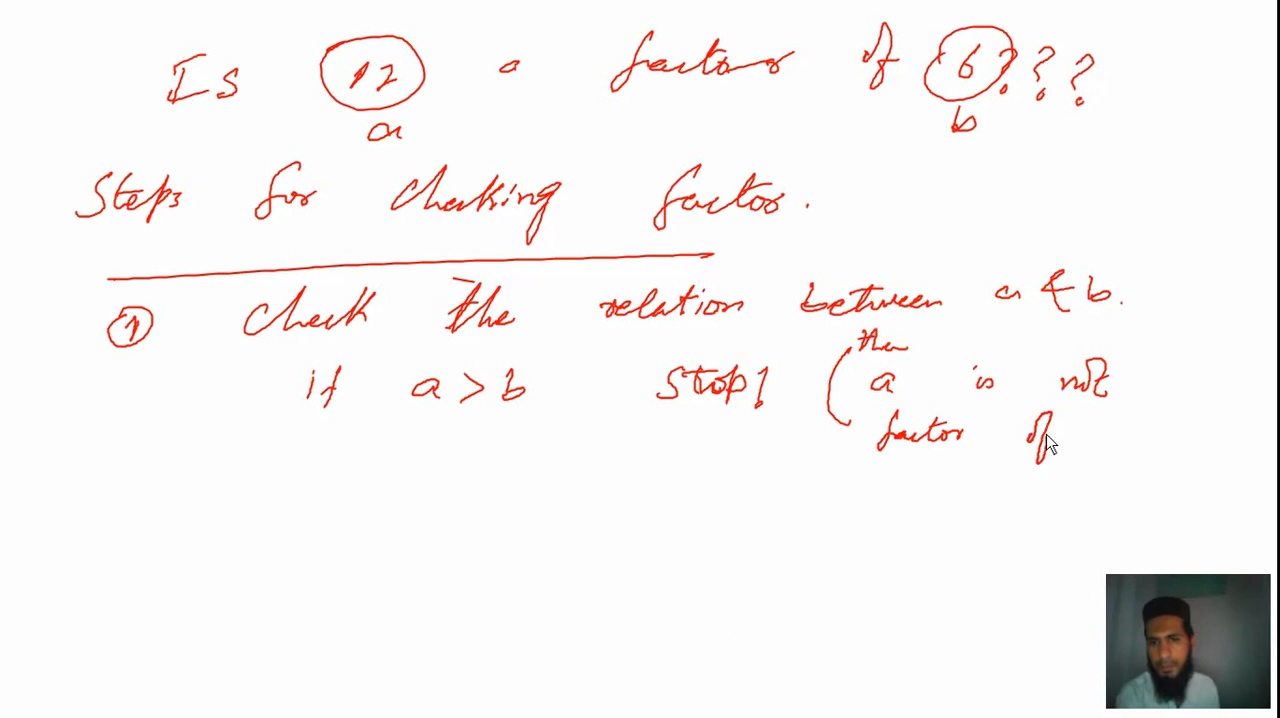 Is 12 a factor of 6???
a b
Steps for checking factor.
① check the relation between a & b.
if a > b stop! (then a is not
factor of